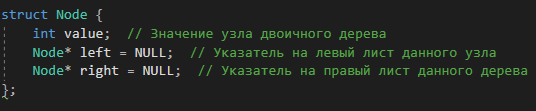 struct Node {
    int value;  // Значение узла двоичного дерева
    Node* left = NULL;  // Указатель на левый лист данного узла
    Node* right = NULL;  // Указатель на правый лист данного дерева
};